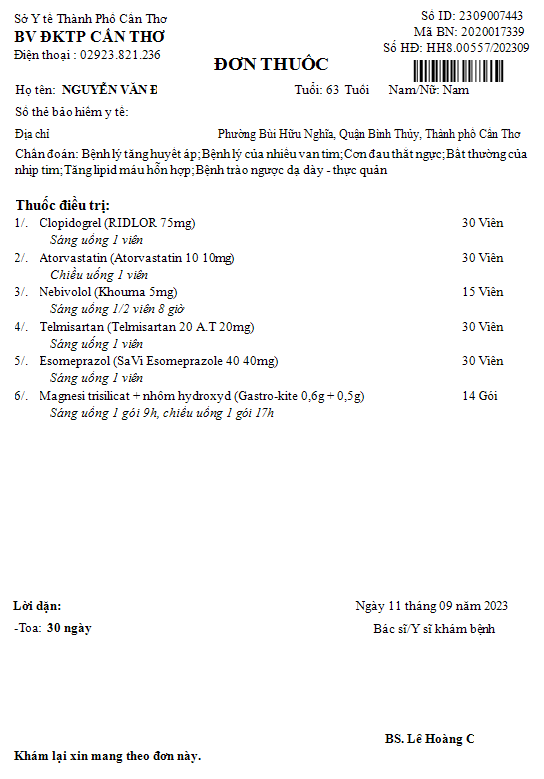 Sở Y tế Thành Phố Cần Thơ
BV ĐKTP CẦN THƠ
Điện thoại : 02923.821.236
Số ID: 2309007443
Mã BN: 2020017339
Số HĐ: HH8.00557/202309
ĐƠN THUỐC
Họ tên: NGUYỄN VĂN Đ Tuổi: 63 Tuổi Nam/Nữ: Nam
Số thẻ bảo hiểm y tế:
Địa chỉ Phường Bùi Hữu Nghĩa, Quận Bình Thủy, Thành phố Cần Thơ
Chẩn đoán: Bệnh lý tăng huyết áp;Bệnh lý của nhiều van tim;Cơn đau thắt ngực;Bất thường của
nhịp tim;Tăng lipid máu hỗn hợp;Bệnh trào ngược dạ dày - thực quản
Thuốc điều trị:
1/. Clopidogrel (RIDLOR 75mg) 30 Viên
Sáng uống 1 viên
2/. Atorvastatin (Atorvastatin 10 10mg) 30 Viên
Chiều uống 1 viên
3/. Nebivolol (Khouma 5mg) 15 Viên
Sáng uống 1/2 viên 8 giờ
4/. Telmisartan (Telmisartan 20 A.T 20mg) 30 Viên
Sáng uống 1 viên
5/. Esomeprazol (SaVi Esomeprazole 40 40mg) 30 Viên
Sáng uống 1 viên
6/. Magnesi trisilicat + nhôm hydroxyd (Gastro-kite 0,6g + 0,5g) 14 Gói
Sáng uống 1 gói 9h, chiều uống 1 gói 17h
Lời dặn:
-Toa: 30 ngày
Ngày 11 tháng 09 năm 2023
Bác sĩ/Y sĩ khám bệnh
BS. Lê Hoàng C
Khám lại xin mang theo đơn này.